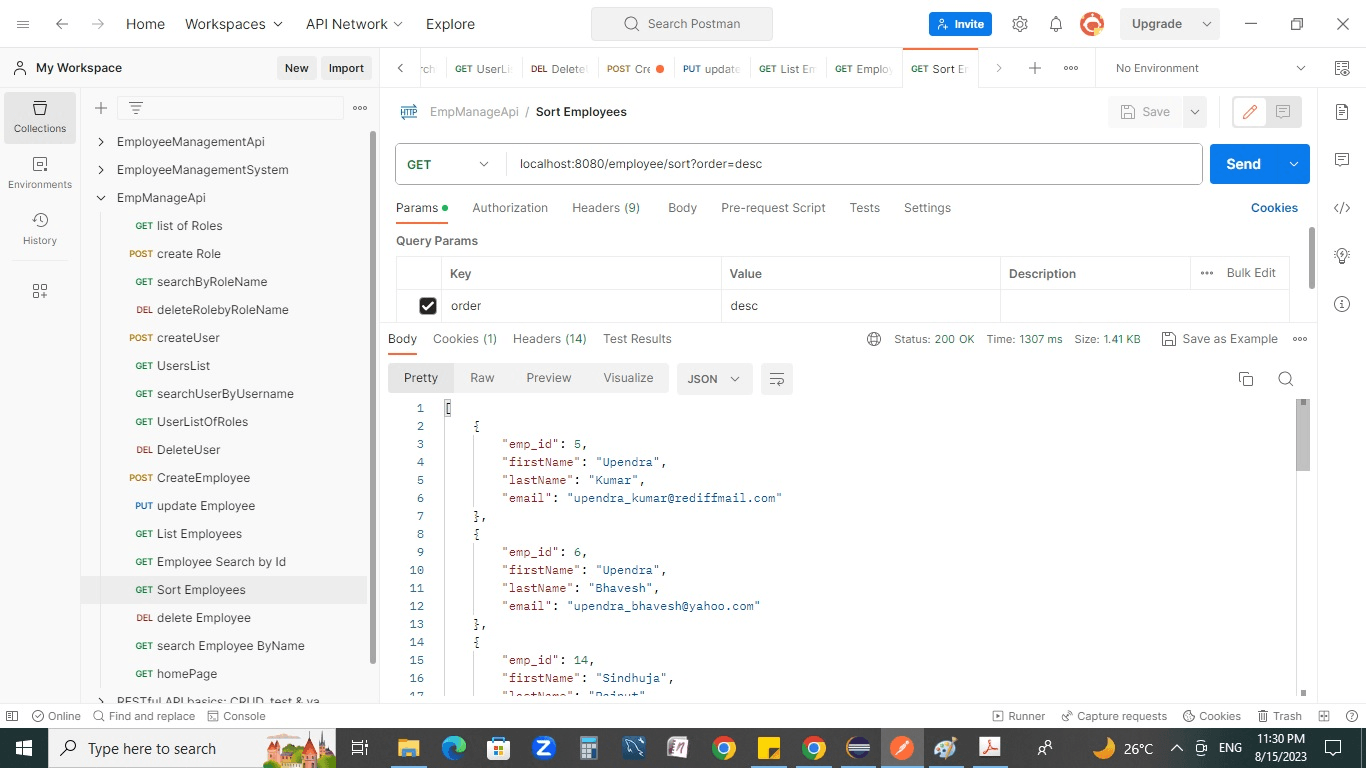 Home Workspaces API Network Explore Search Postman Invite Upgrade
My Workspace New Import
UserLi DEL Delete POST Cre PUT update GET List Em GET Emplo GET Sort E No Environment
Collections
Environments
History
EmployeeManagementApi
EmployeeManagementSystem
EmpManageApi
GET list of Roles
POST create Role
GET searchByRoleName
DEL deleteRolebyRoleName
POST createUser
GET UsersList
GET searchUserByUsername
GET UserListOfRoles
DEL DeleteUser
POST CreateEmployee
PUT update Employee
GET List Employees
GET Employee Search by Id
GET Sort Employees
DEL delete Employee
GET search Employee ByName
GET homePage
RESTful API basics: CRUD, test & va
HTTP EmpManageApi / Sort Employees Save
GET localhost:8080/employee/sort?order=desc Send
Params Authorization Headers (9) Body Pre-request Script Tests Settings Cookies
Query Params
Key Value Description Bulk Edit
order desc
Body Cookies (1) Headers (14) Test Results Status: 200 OK Time: 1307 ms Size: 1.41 KB Save as Example
Pretty Raw Preview Visualize JSON
1 [
2 {
3 "emp_id": 5,
4 "firstName": "Upendra",
5 "lastName": "Kumar",
6 "email": "upendra_kumar@rediffmail.com"
7 },
8 {
9 "emp_id": 6,
10 "firstName": "Upendra",
11 "lastName": "Bhavesh",
12 "email": "upendra_bhavesh@yahoo.com"
13 },
14 {
15 "emp_id": 14,
16 "firstName": "Sindhuja",
17 "lastName": "Rajput",
Online Find and replace Console Runner Capture requests Cookies Trash
Type here to search 26°C ENG 11:30 PM
8/15/2023